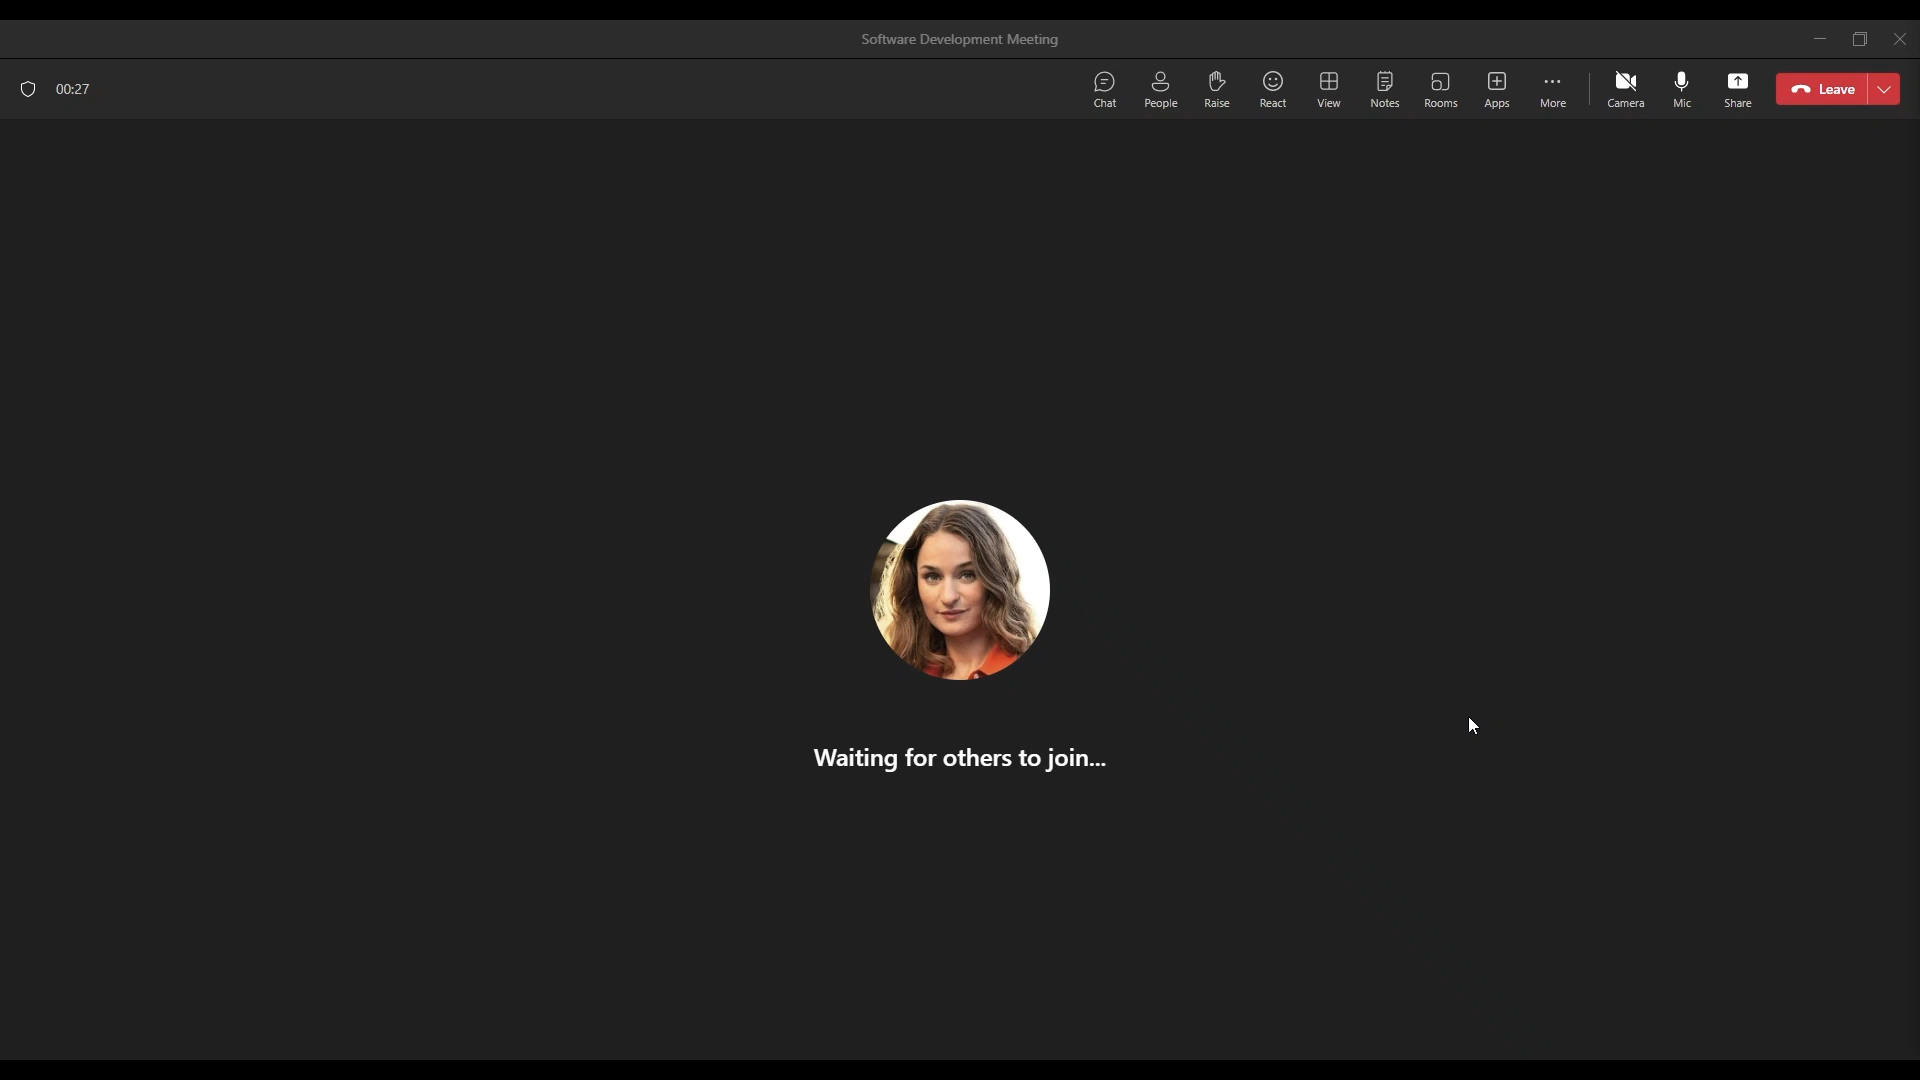 Software Development Meeting
00:27
Chat People Raise React View Notes Rooms Apps More Camera Mic Share Leave
Waiting for others to join...